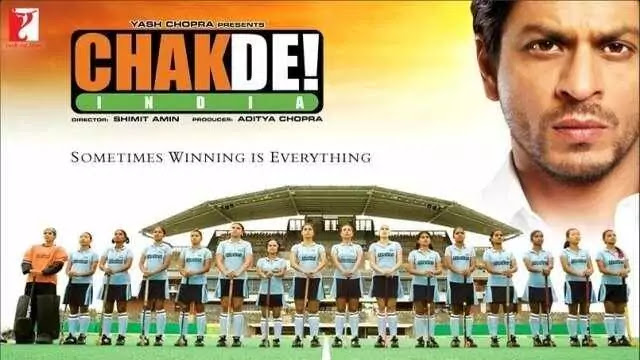 YASH CHOPRA PRESENTS
CHAK DE!
INDIA
DIRECTOR: SHIMIT AMIN PRODUCER: ADITYA CHOPRA
SOMETIMES WINNING IS EVERYTHING